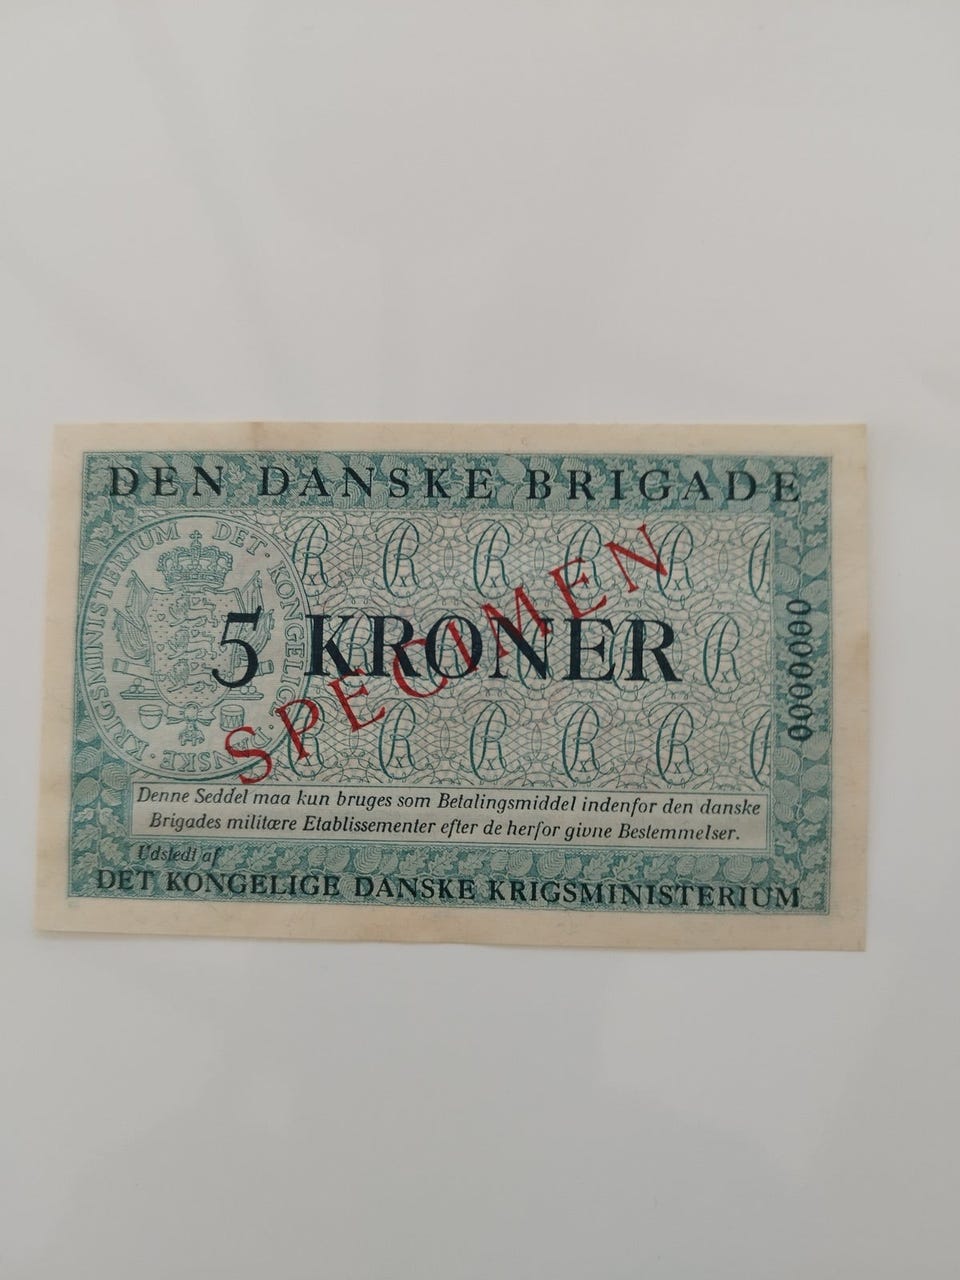 DEN DANSKE BRIGADE
KRIGSMINISTERIUM · DET · KONGELIGE
5 KRONER
SPECIMEN
0000000
Denne Seddel maa kun bruges som Betalingsmiddel indenfor den danske
Brigades militære Etablissementer efter de herfor givne Bestemmelser.
Udstedt af
DET KONGELIGE DANSKE KRIGSMINISTERIUM